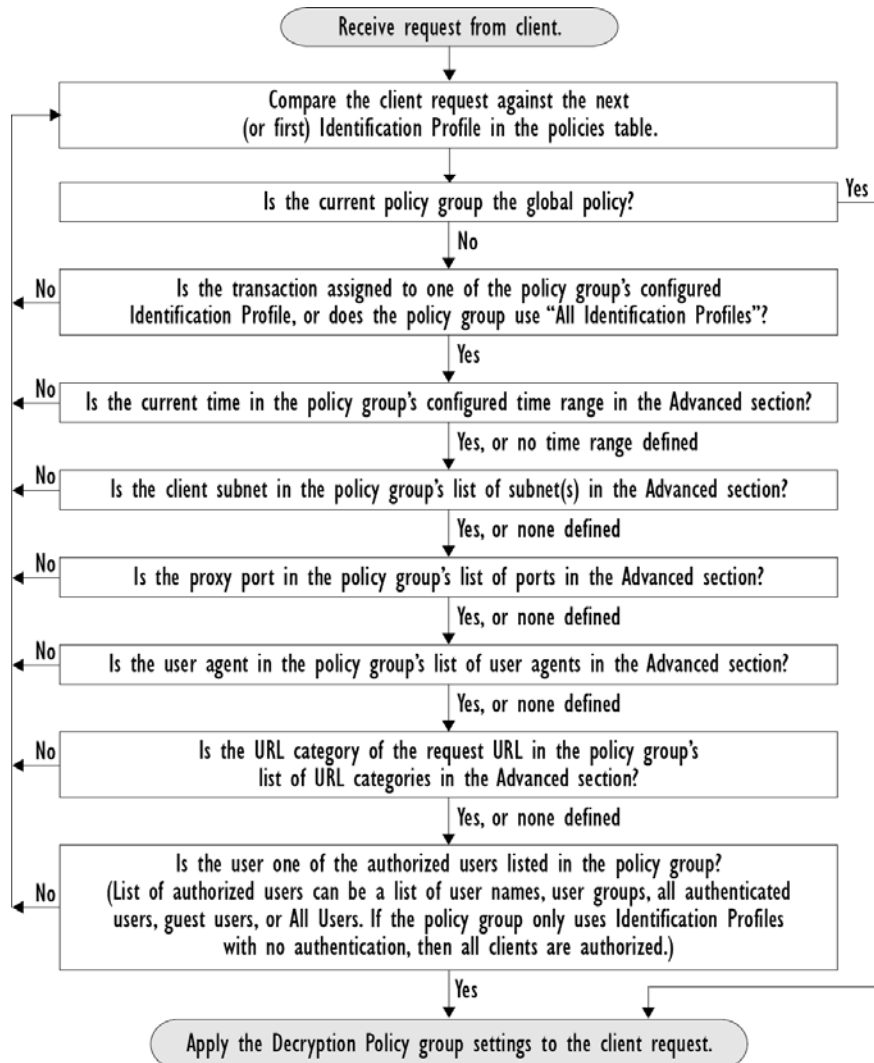 Receive request from client.
Compare the client request against the next
(or first) Identification Profile in the policies table.
Yes
Is the current policy group the global policy?
No
No
Is the transaction assigned to one of the policy group's configured
Identification Profile, or does the policy group use “All Identification Profiles”?
Yes
No
Is the current time in the policy group's configured time range in the Advanced section?
Yes, or no time range defined
No
Is the client subnet in the policy group's list of subnet(s) in the Advanced section?
Yes, or none defined
No
Is the proxy port in the policy group's list of ports in the Advanced section?
Yes, or none defined
No
Is the user agent in the policy group's list of user agents in the Advanced section?
Yes, or none defined
No
Is the URL category of the request URL in the policy group's
list of URL categories in the Advanced section?
Yes, or none defined
No
Is the user one of the authorized users listed in the policy group?
(List of authorized users can be a list of user names, user groups, all authenticated
users, guest users, or All Users. If the policy group only uses Identification Profiles
with no authentication, then all clients are authorized.)
Yes
Apply the Decryption Policy group settings to the client request.